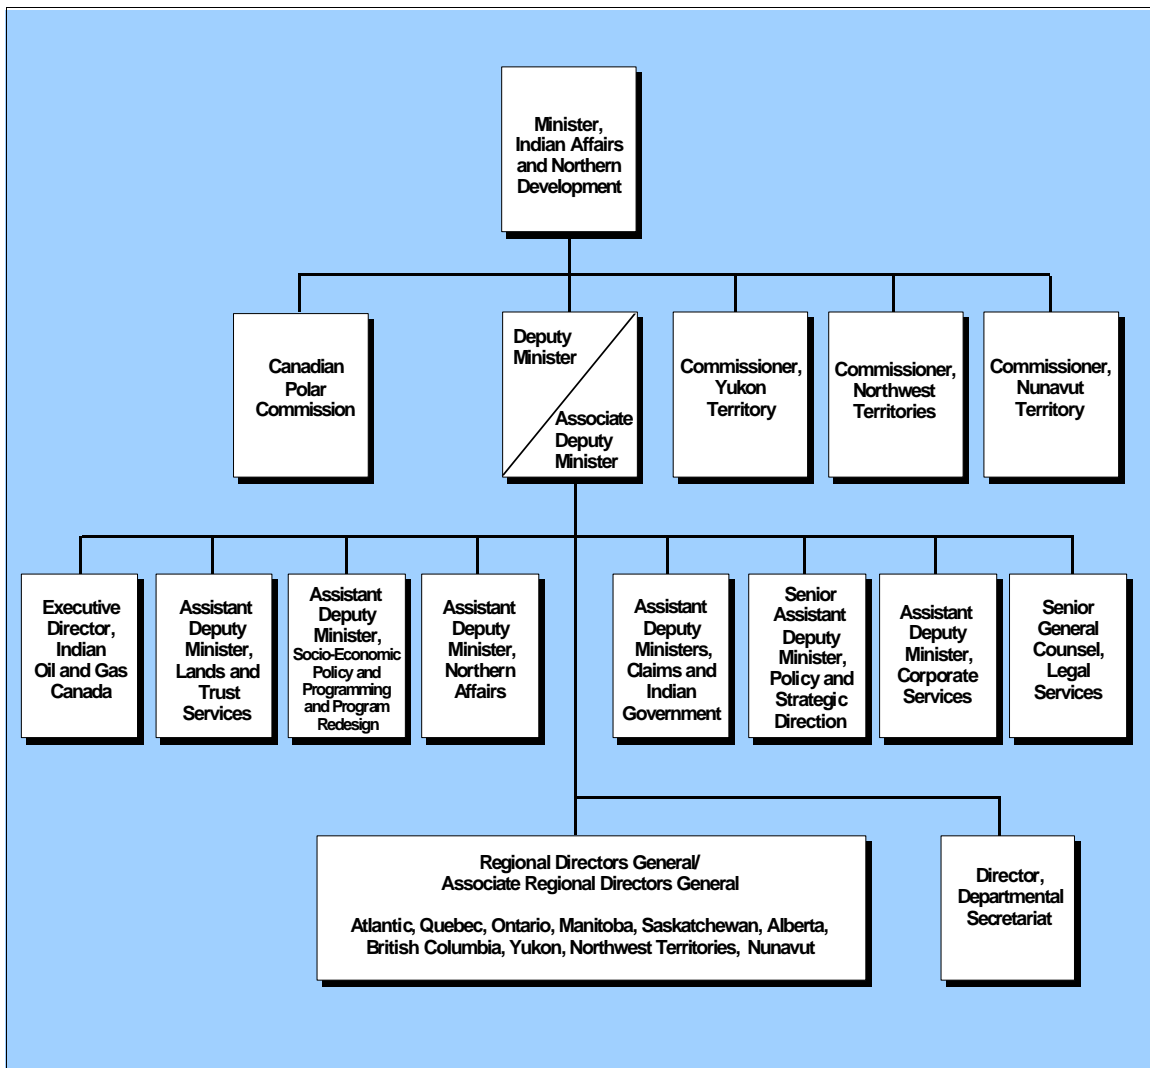 Minister,
Indian Affairs
and Northern
Development
Canadian
Polar
Commission
Deputy
Minister
Associate
Deputy
Minister
Commissioner,
Yukon
Territory
Commissioner,
Northwest
Territories
Commissioner,
Nunavut
Territory
Executive
Director,
Indian
Oil and Gas
Canada
Assistant
Deputy
Minister,
Lands and
Trust
Services
Assistant
Deputy
Minister,
Socio-Economic
Policy and
Programming
and Program
Redesign
Assistant
Deputy
Minister,
Northern
Affairs
Assistant
Deputy
Ministers,
Claims and
Indian
Government
Senior
Assistant
Deputy
Minister,
Policy and
Strategic
Direction
Assistant
Deputy
Minister,
Corporate
Services
Senior
General
Counsel,
Legal
Services
Regional Directors General/
Associate Regional Directors General
Atlantic, Quebec, Ontario, Manitoba, Saskatchewan, Alberta,
British Columbia, Yukon, Northwest Territories, Nunavut
Director,
Departmental
Secretariat